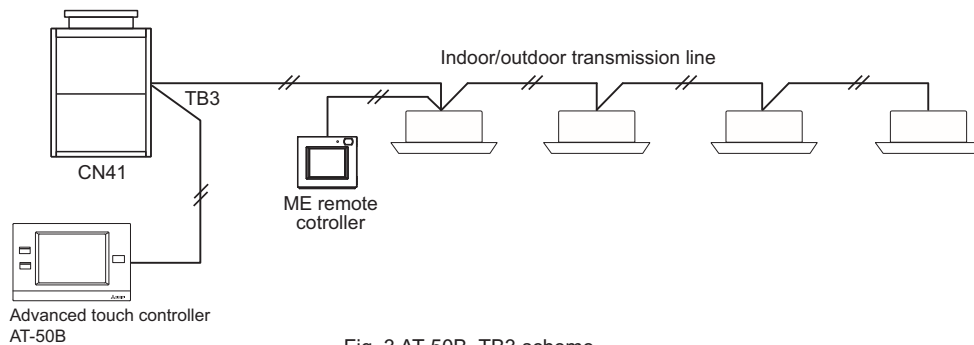 Indoor/outdoor transmission line
TB3
CN41
ME remote
cotroller
Advanced touch controller
AT-50B